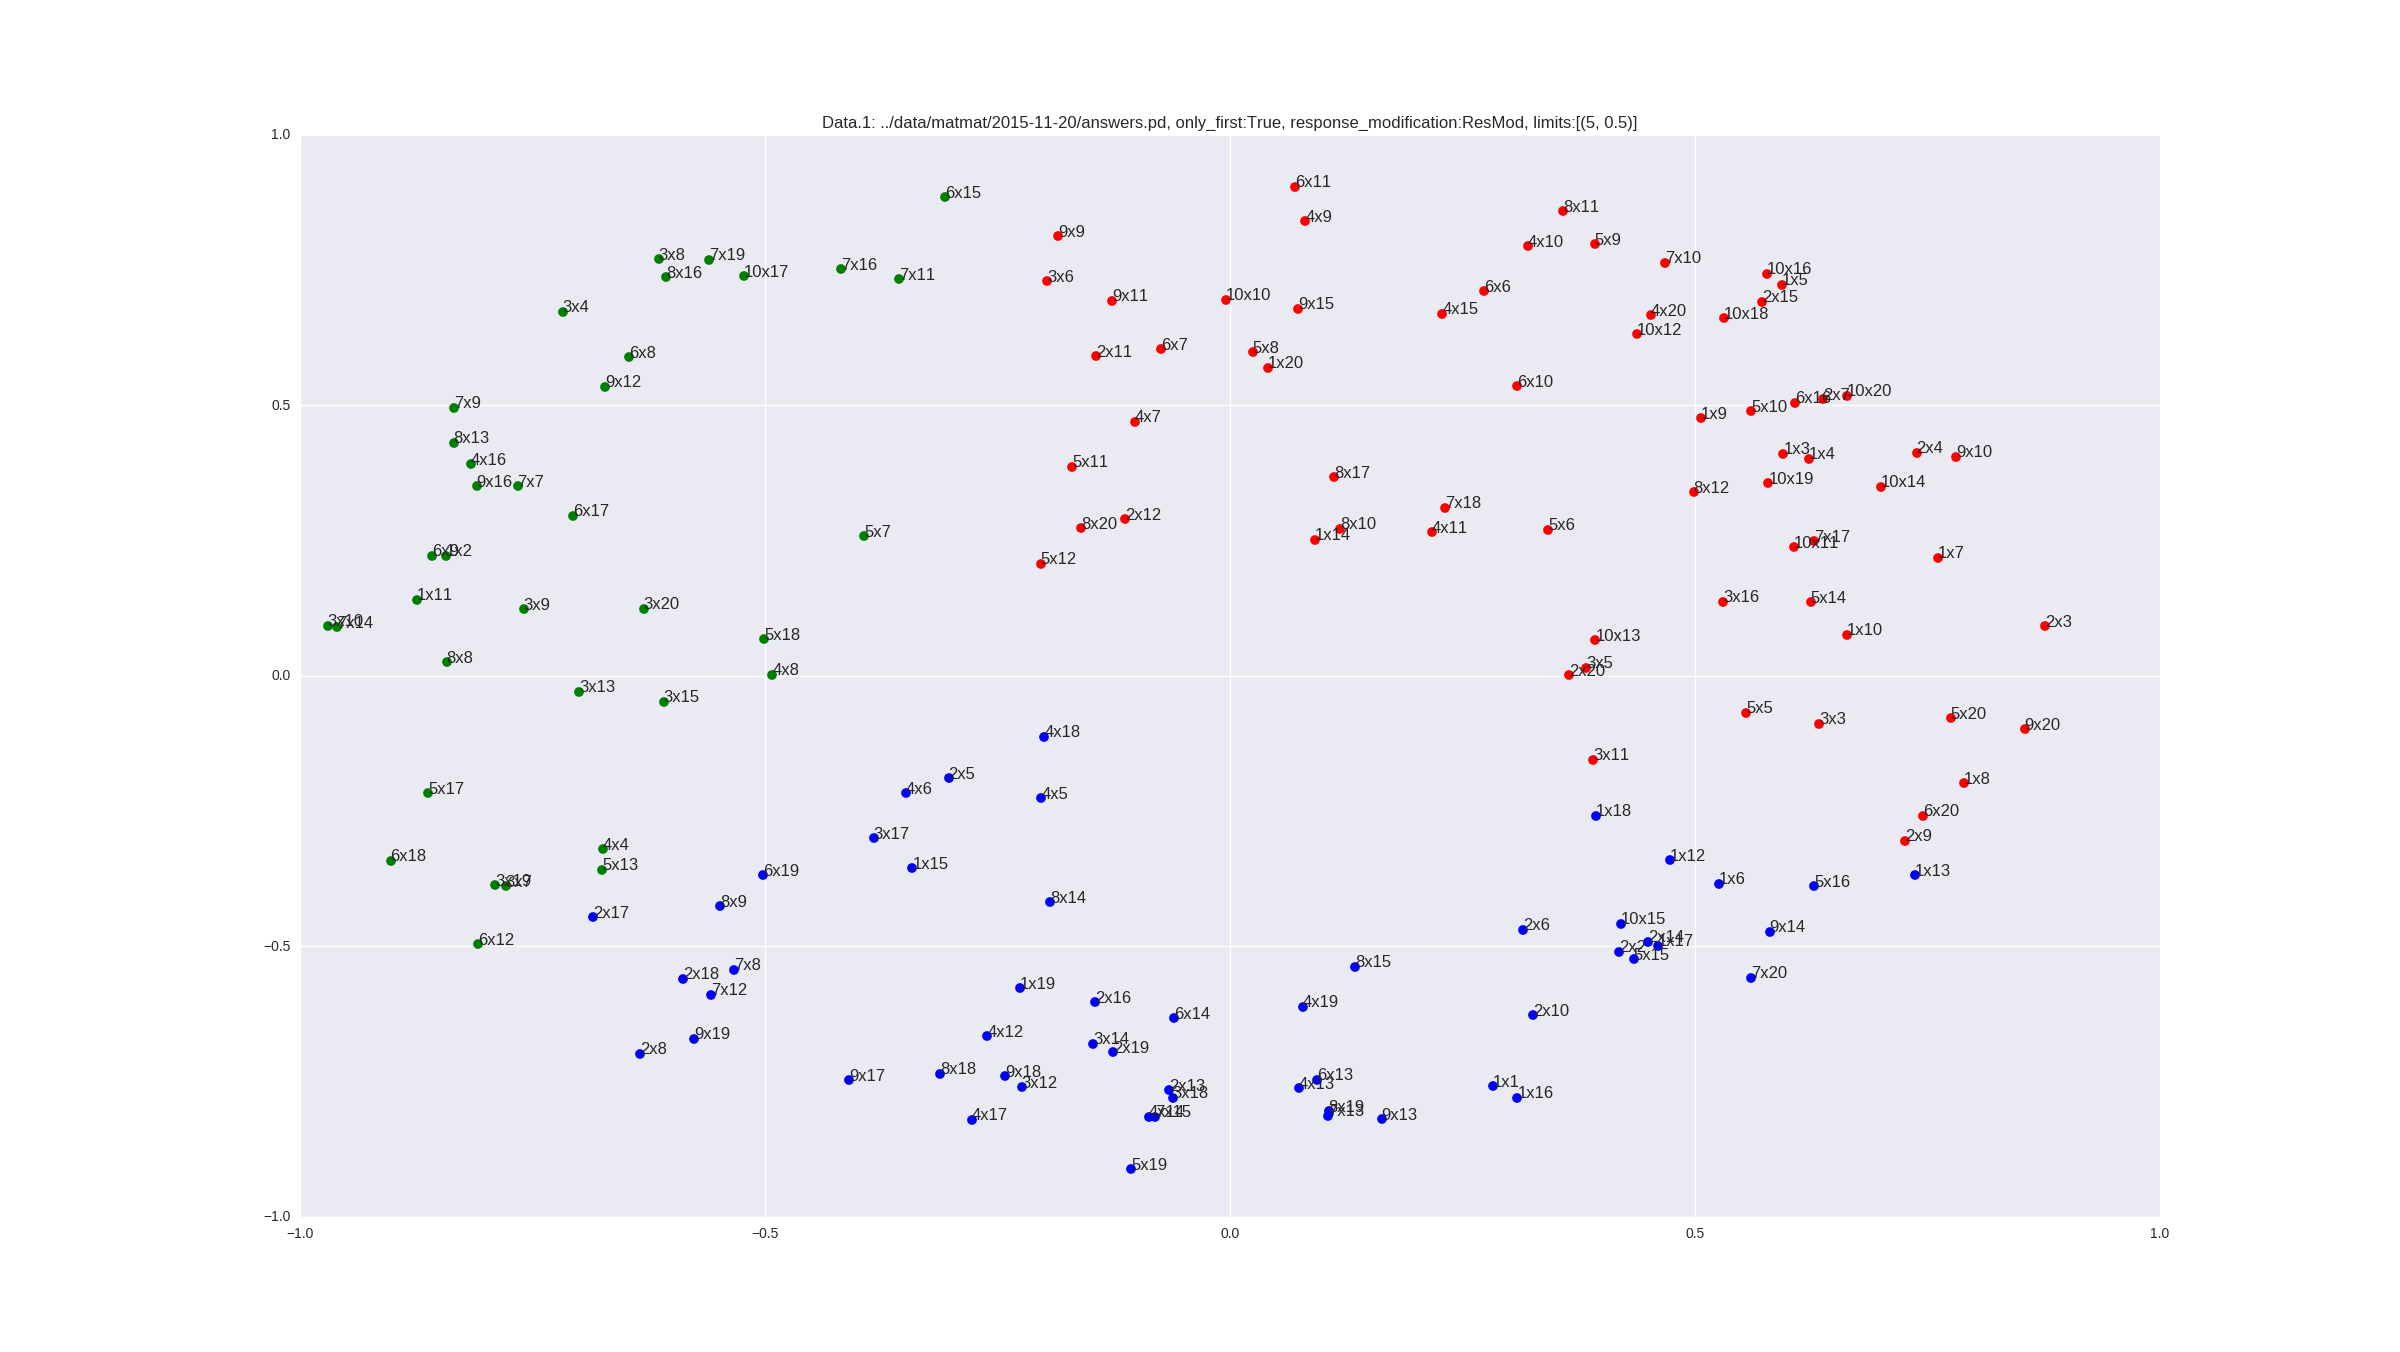 Data.1: ../data/matmat/2015-11-20/answers.pd, only_first:True, response_modification:ResMod, limits:[(5, 0.5)]
1.0
6x11
6x15
8x11
4x9
9x9
5x9
4x10
3x8
7x19
7x10
7x16
10x16
8x16
10x17
7x11
3x6
1x5
6x6
10x10
9x11
2x15
3x4
9x15
4x15
4x20
10x18
10x12
6x7
5x8
2x11
6x8
1x20
9x12
6x10
0.5
10x20
2x7
7x9
5x10
1x9
4x7
8x13
1x3
2x4
9x10
1x4
4x16
5x11
8x17
10x19
9x16
7x7
10x14
8x12
6x17
7x18
2x12
8x20
8x10
5x6
4x11
1x14
5x7
7x17
10x11
6x9
1x2
5x12
1x7
1x11
3x16
5x14
3x9
3x20
3x10
7x14
2x3
5x18
10x13
1x10
8x8
3x5
4x8
2x20
0.0
3x13
3x15
5x5
5x20
3x3
9x20
4x18
3x11
2x5
1x8
5x17
4x6
4x5
1x18
6x20
3x17
2x9
4x4
6x18
1x12
5x13
1x15
6x19
1x13
1x6
5x16
3x19
8x9
8x14
2x17
10x15
2x6
9x14
6x12
2x14
−0.5
2x2
5x15
8x15
7x8
2x18
7x20
1x19
7x12
2x16
4x19
2x10
6x14
4x12
9x19
3x14
2x19
2x8
8x18
9x18
9x17
6x13
3x12
4x13
1x1
2x13
3x18
1x16
7x15
9x13
4x17
5x19
−1.0
−1.0
−0.5
0.0
0.5
1.0